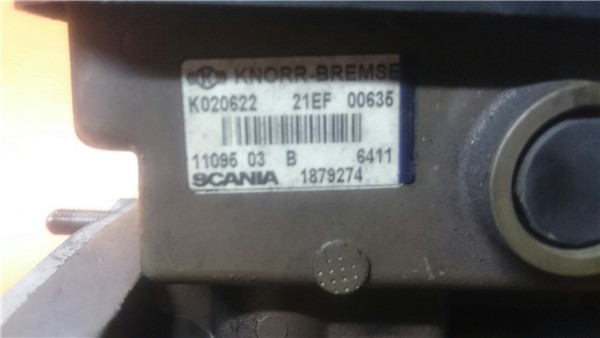 KNORR-BREMSE
K020622 21EF 00635
11095 03 B 6411
SCANIA 1879274